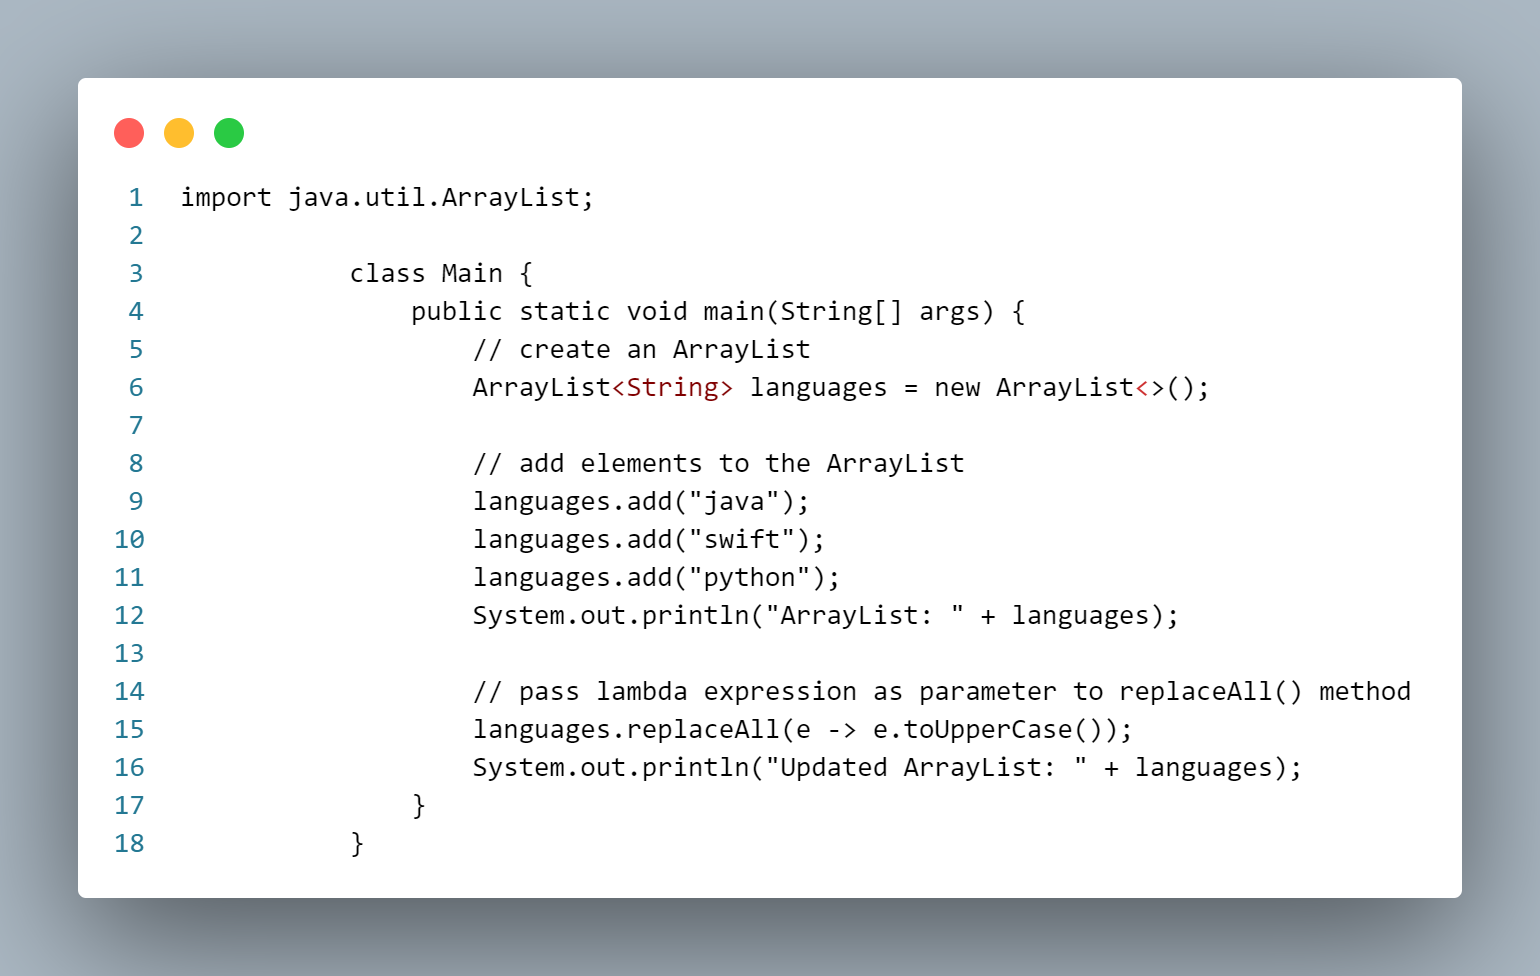 1 import java.util.ArrayList;
2
3 class Main {
4 public static void main(String[] args) {
5 // create an ArrayList
6 ArrayList<String> languages = new ArrayList<>();
7
8 // add elements to the ArrayList
9 languages.add("java");
10 languages.add("swift");
11 languages.add("python");
12 System.out.println("ArrayList: " + languages);
13
14 // pass lambda expression as parameter to replaceAll() method
15 languages.replaceAll(e -> e.toUpperCase());
16 System.out.println("Updated ArrayList: " + languages);
17 }
18 }